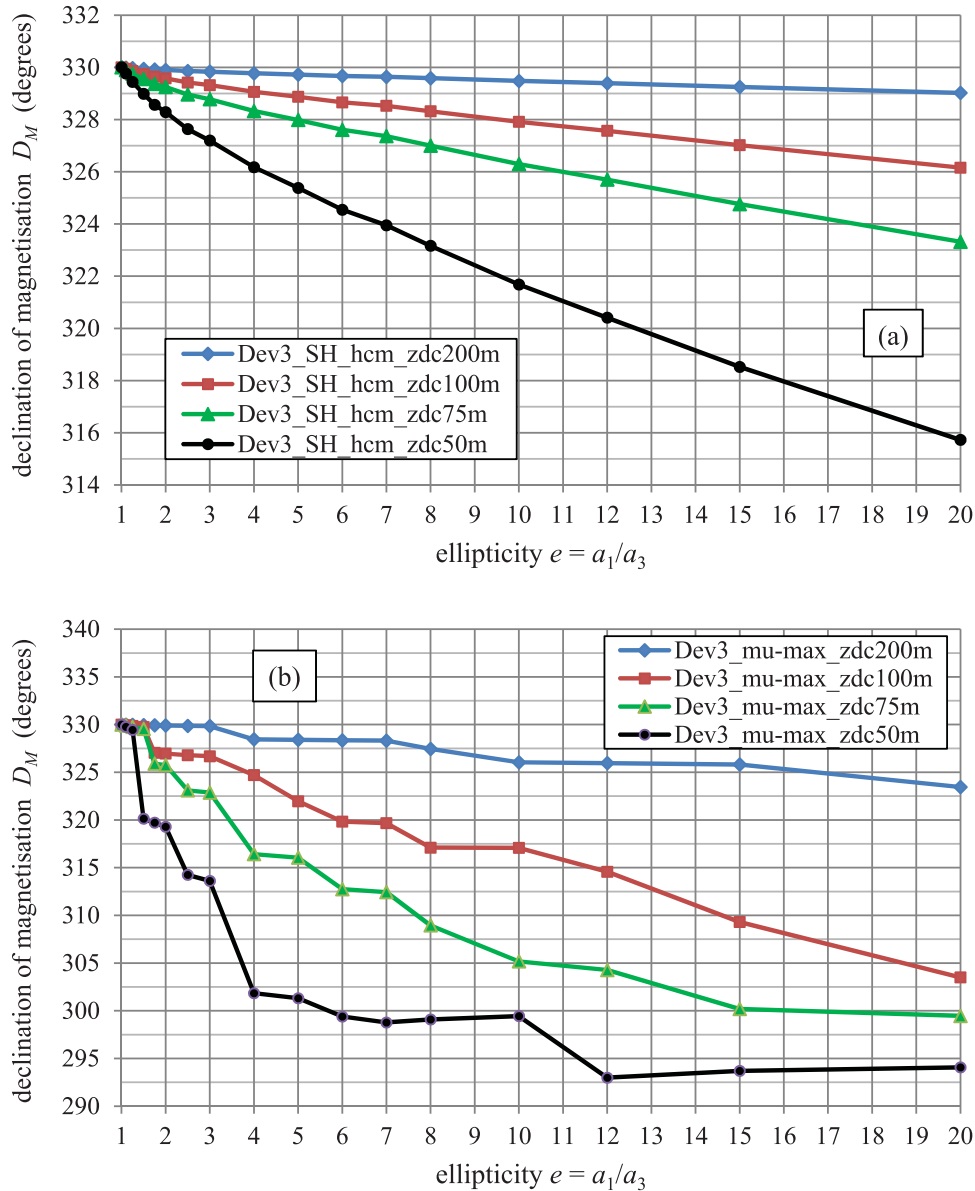 332
330
328
326
324
322
320
318
316
314
declination of magnetisation D_M (degrees)
(a)
Dev3_SH_hcm_zdc200m
Dev3_SH_hcm_zdc100m
Dev3_SH_hcm_zdc75m
Dev3_SH_hcm_zdc50m
1 2 3 4 5 6 7 8 9 10 11 12 13 14 15 16 17 18 19 20
ellipticity e = a₁/a₃
340
335
330
325
320
315
310
305
300
295
290
declination of magnetisation D_M (degrees)
(b)
Dev3_mu-max_zdc200m
Dev3_mu-max_zdc100m
Dev3_mu-max_zdc75m
Dev3_mu-max_zdc50m
1 2 3 4 5 6 7 8 9 10 11 12 13 14 15 16 17 18 19 20
ellipticity e = a₁/a₃